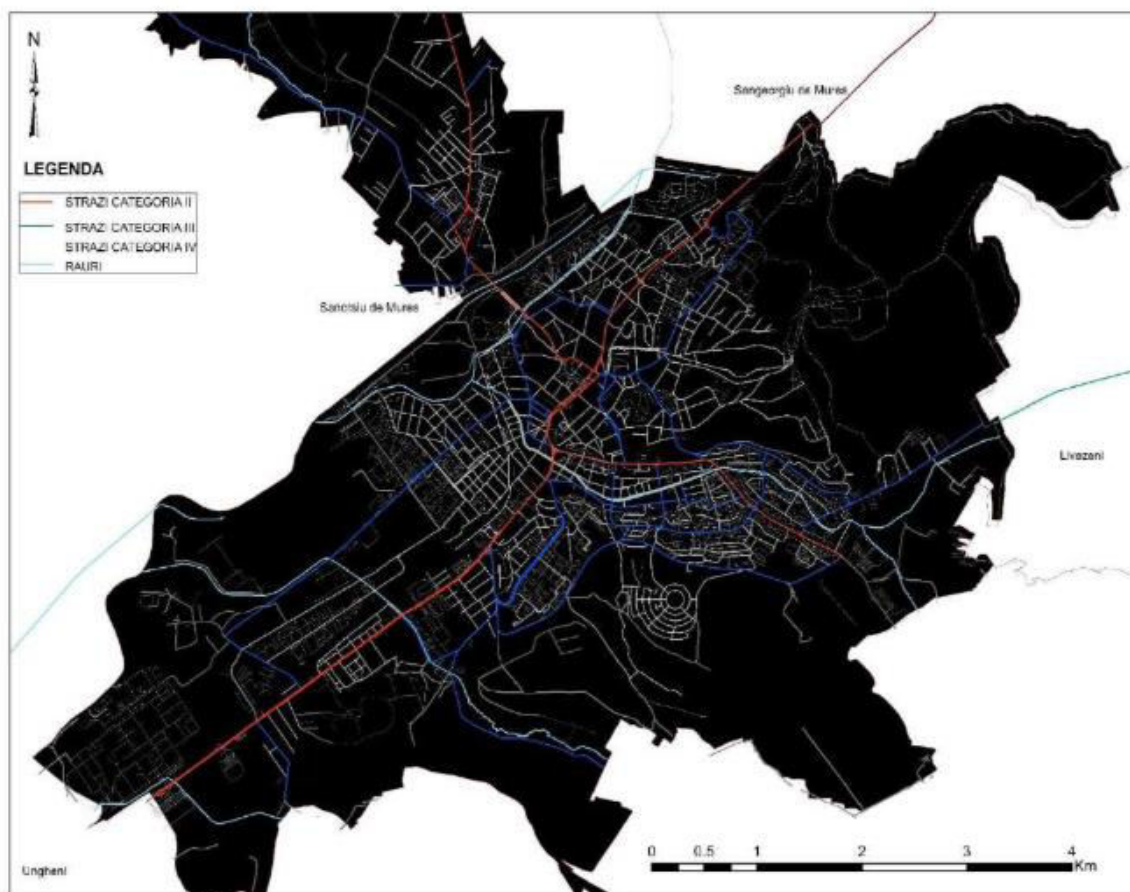 N
Sangeorgiu de Mures
LEGENDA
STRAZI CATEGORIA II
STRAZI CATEGORIA III
STRAZI CATEGORIA IV
RAURI
Sanctsiu de Mures
Livezeni
Ungheni
0 0.5 1 2 3 4
Km